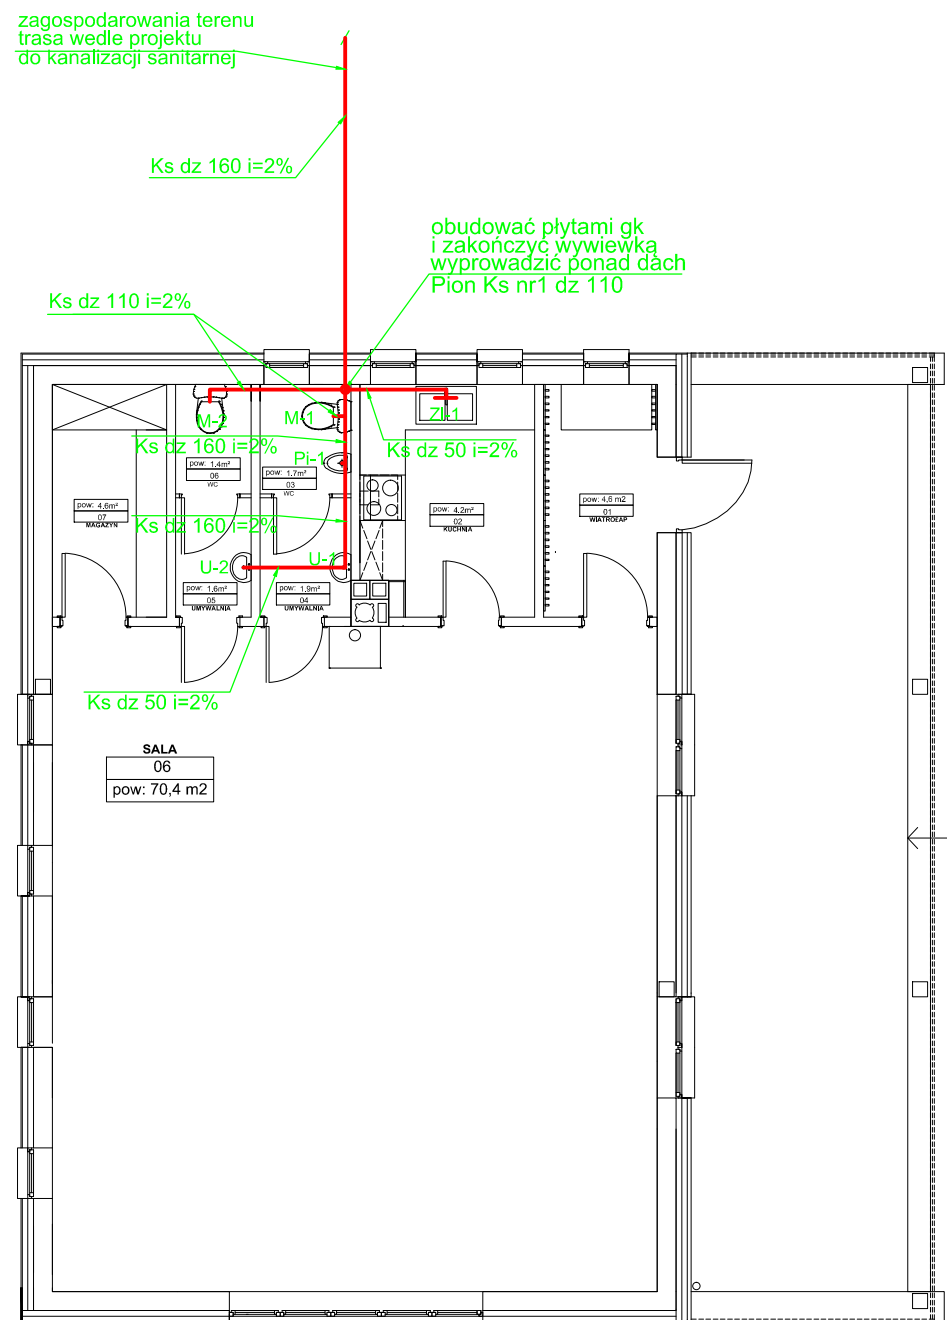 zagospodarowania terenu
trasa wedle projektu
do kanalizacji sanitarnej
Ks dz 160 i=2%
obudować płytami gk
i zakończyć wywiewką
wyprowadzić ponad dach
Pion Ks nr1 dz 110
Ks dz 110 i=2%
M-2
M-1
Zl-1
Ks dz 160 i=2%
Ks dz 50 i=2%
Pi-1
pow: 1.4m²
06
WC
pow: 1.7m²
03
WC
pow: 4.6m²
07
MAGAZYN
pow: 4.2m²
02
KUCHNIA
pow: 4,6 m2
01
WIATROŁAP
Ks dz 160 i=2%
U-2
U-1
pow: 1.6m²
05
UMYWALNIA
pow: 1.9m²
04
UMYWALNIA
Ks dz 50 i=2%
SALA
06
pow: 70,4 m2